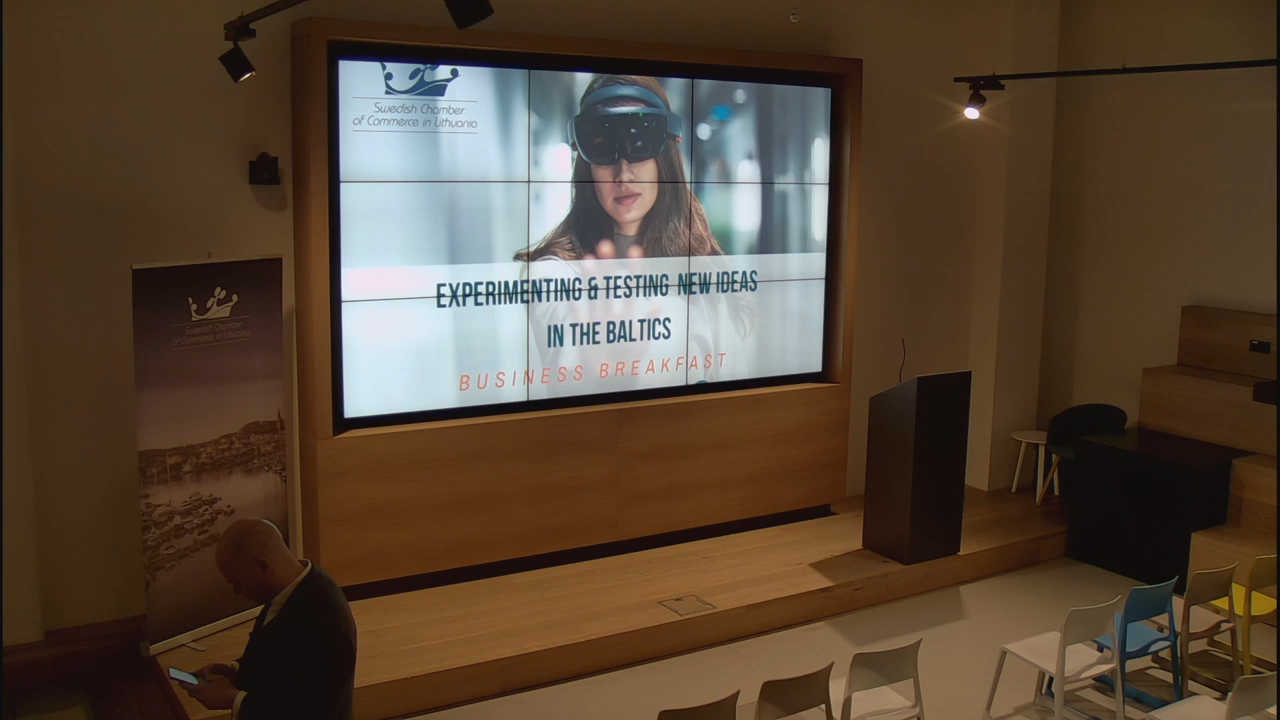 Swedish Chamber
of Commerce in Lithuania
EXPERIMENTING & TESTING NEW IDEAS
IN THE BALTICS
BUSINESS BREAKFAST
Swedish Chamber
of Commerce in Lithuania